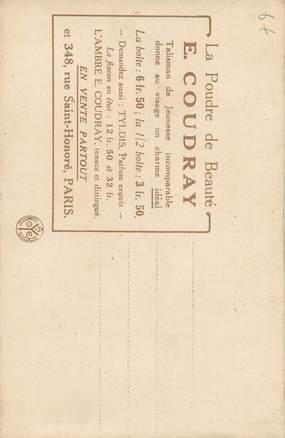 La Poudre de Beauté
E. COUDRAY
Talisman de Jeunesse incomparable
donne au visage un charme idéal
La boîte : 6 fr. 50 ; la 1/2 boîte : 3 fr. 50.
-- Demandez aussi : TYLDIS, Parfum exquis --
Le flacon en étui : 12 fr. 50 et 32 fr.
L'AMBRE E. COUDRAY, tenace et distingué.
EN VENTE PARTOUT
et 348, rue Saint-Honoré, PARIS.